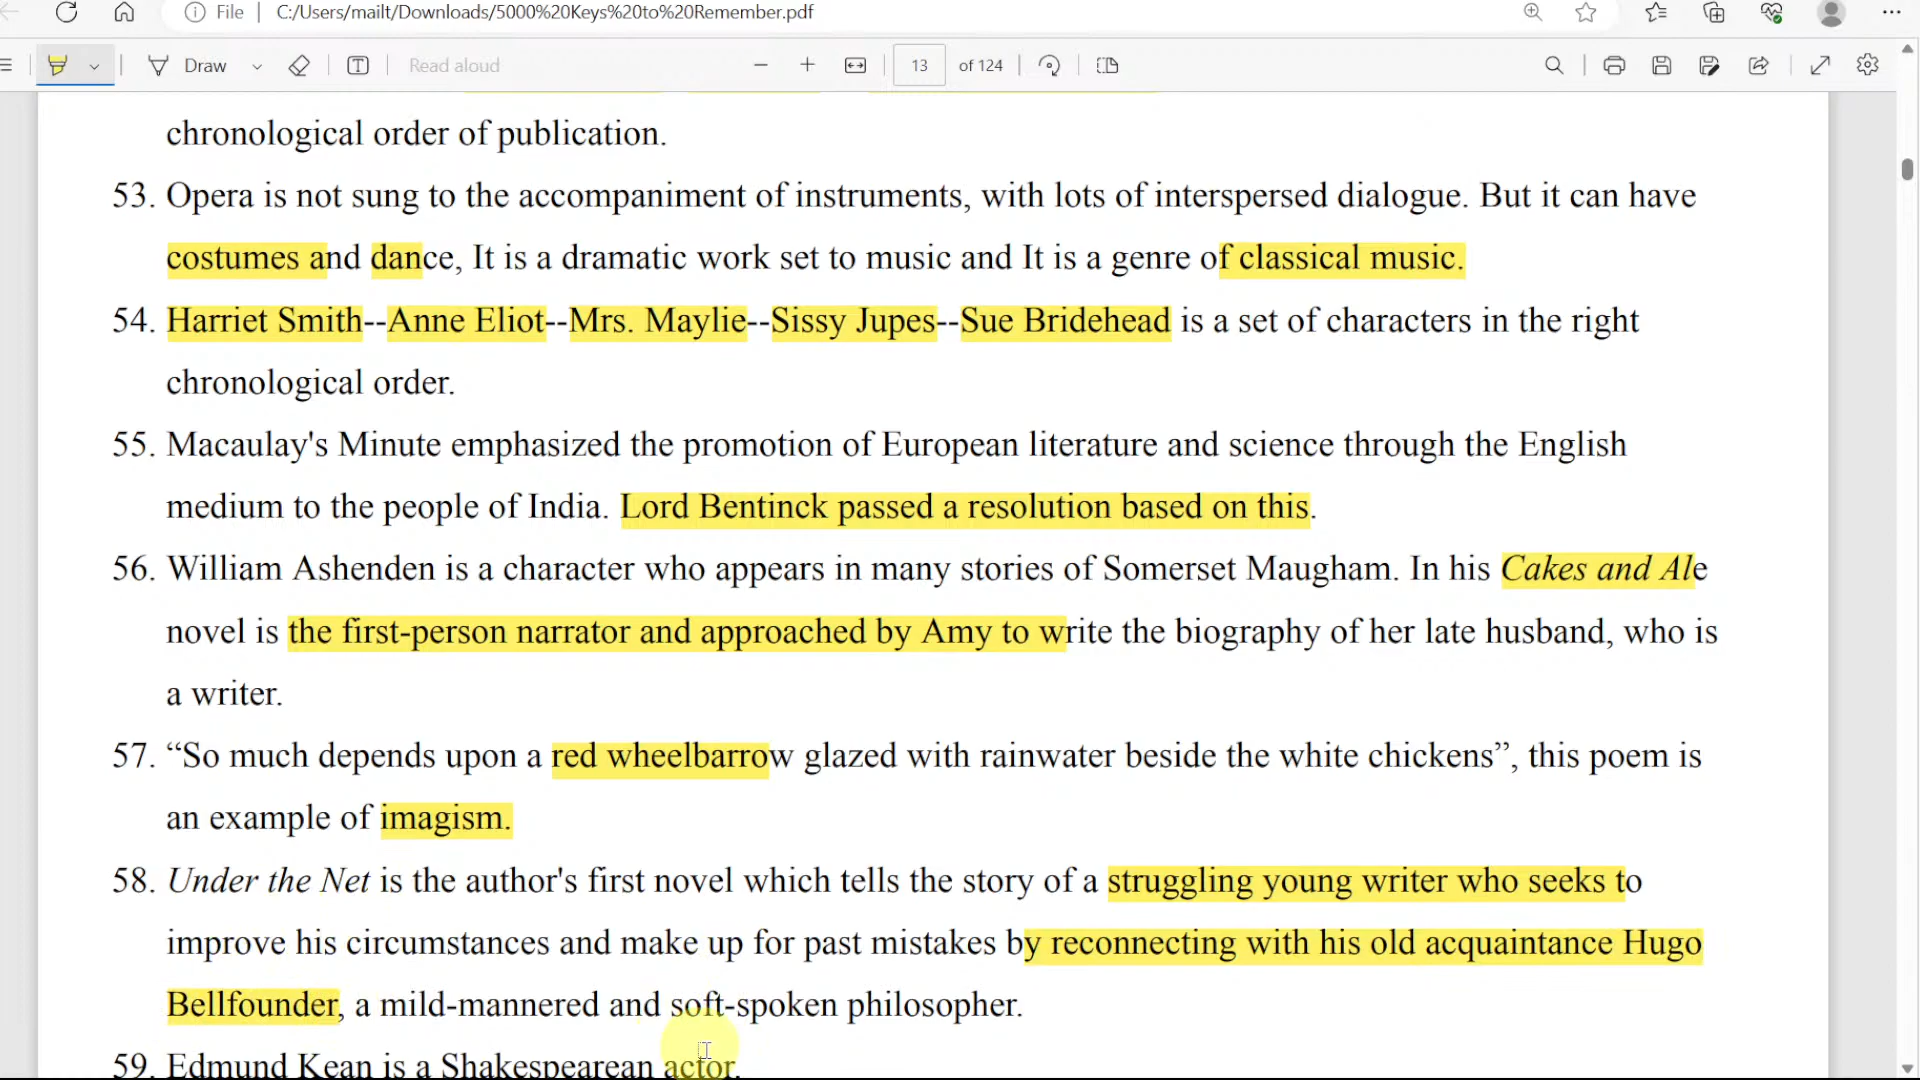 File | C:/Users/mailt/Downloads/5000%20Keys%20to%20Remember.pdf
Draw Read aloud 13 of 124
chronological order of publication.
53. Opera is not sung to the accompaniment of instruments, with lots of interspersed dialogue. But it can have
costumes and dance, It is a dramatic work set to music and It is a genre of classical music.
54. Harriet Smith--Anne Eliot--Mrs. Maylie--Sissy Jupes--Sue Bridehead is a set of characters in the right
chronological order.
55. Macaulay's Minute emphasized the promotion of European literature and science through the English
medium to the people of India. Lord Bentinck passed a resolution based on this.
56. William Ashenden is a character who appears in many stories of Somerset Maugham. In his Cakes and Ale
novel is the first-person narrator and approached by Amy to write the biography of her late husband, who is
a writer.
57. “So much depends upon a red wheelbarrow glazed with rainwater beside the white chickens”, this poem is
an example of imagism.
58. Under the Net is the author's first novel which tells the story of a struggling young writer who seeks to
improve his circumstances and make up for past mistakes by reconnecting with his old acquaintance Hugo
Bellfounder, a mild-mannered and soft-spoken philosopher.
59. Edmund Kean is a Shakespearean actor.